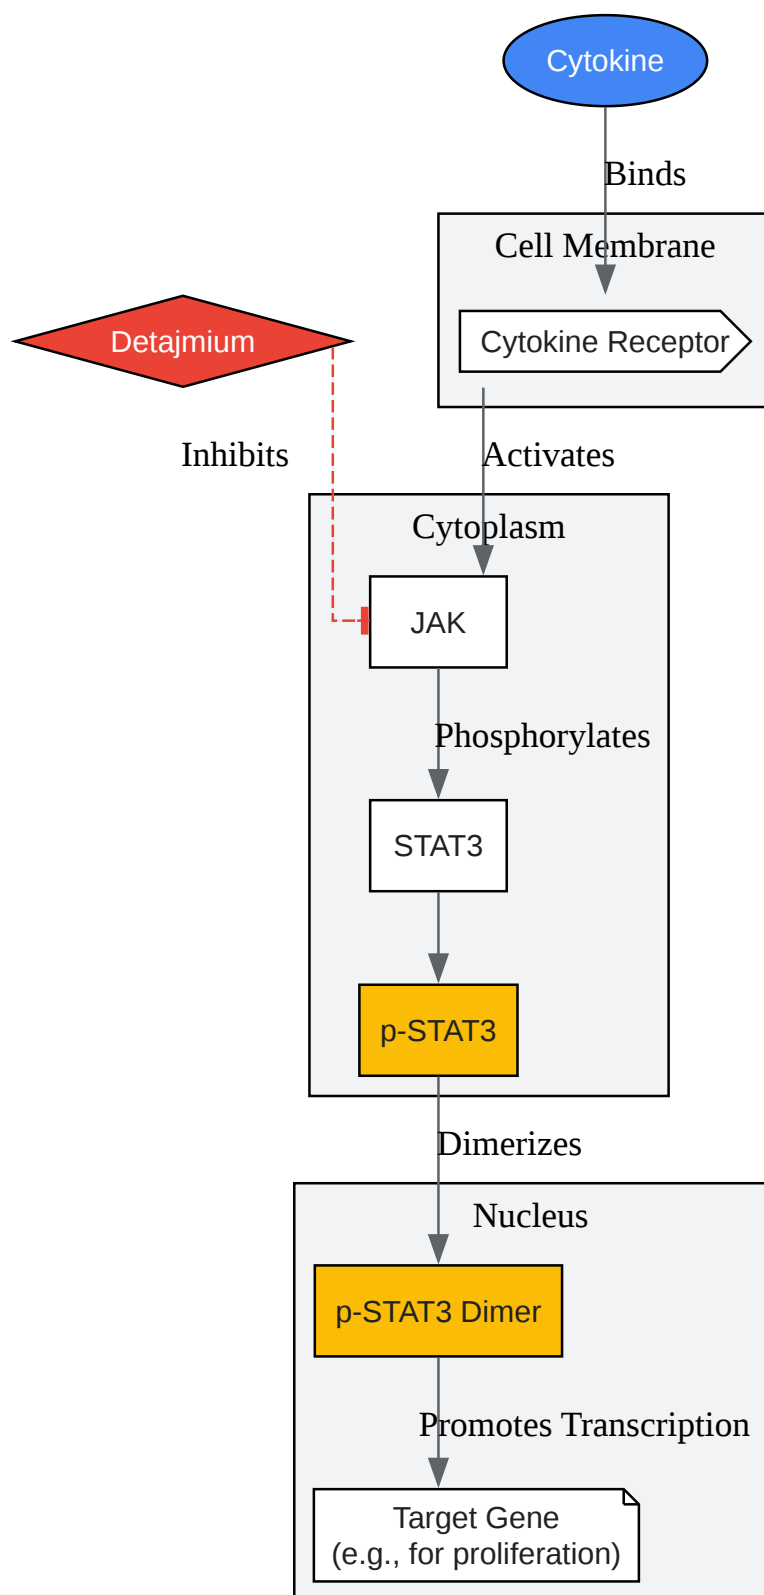 Cytokine
Binds
Cell Membrane
Detajmium
Cytokine Receptor
Inhibits
Activates
Cytoplasm
JAK
Phosphorylates
STAT3
p-STAT3
Dimerizes
Nucleus
p-STAT3 Dimer
Promotes Transcription
Target Gene
(e.g., for proliferation)